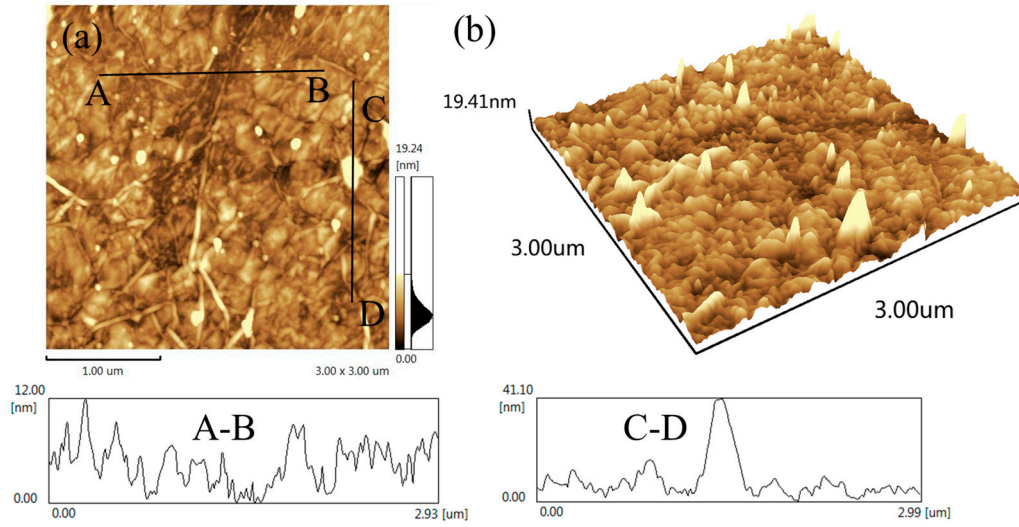 (a)
A
B
C
D
19.24
[nm]
0.00
1.00 um
3.00 x 3.00 um
(b)
19.41nm
3.00um
3.00um
12.00
[nm]
A-B
0.00
0.00
2.93 [um]
41.10
[nm]
C-D
0.00
0.00
2.99 [um]